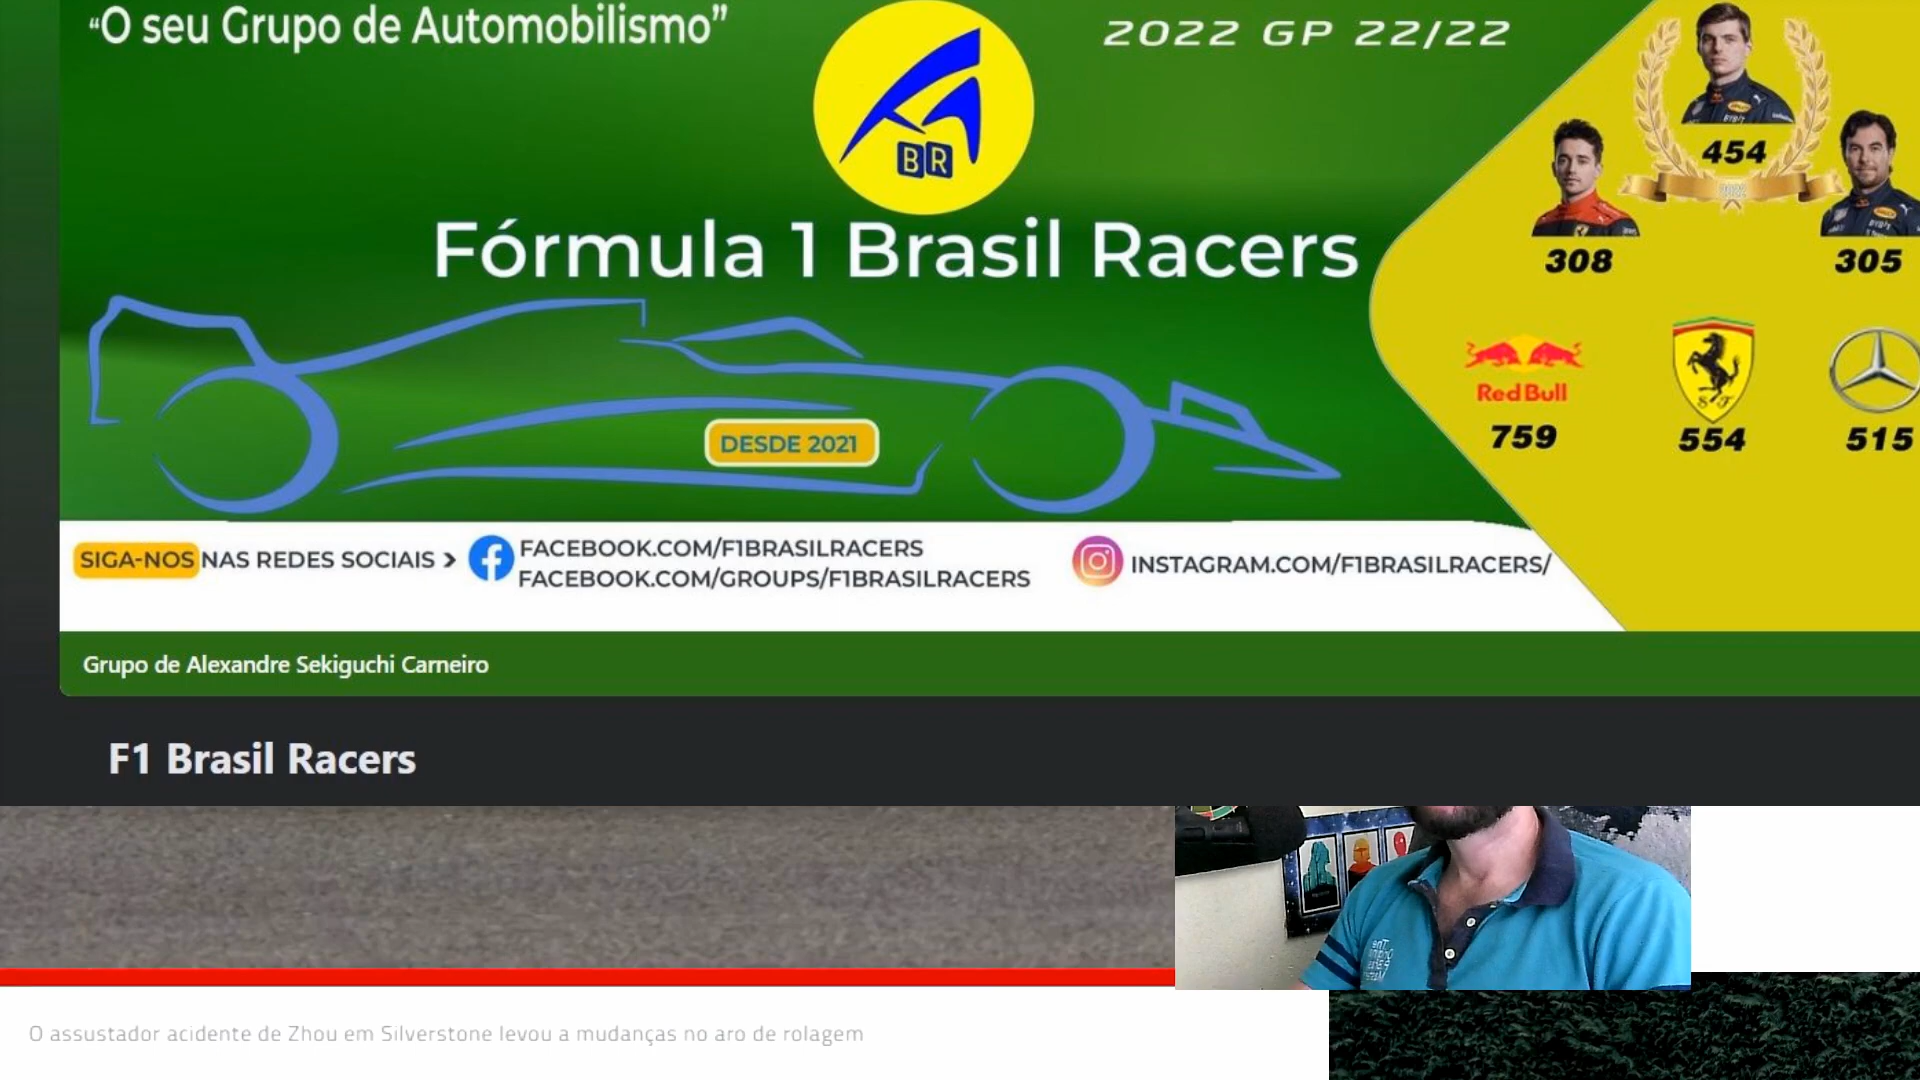 “O seu Grupo de Automobilismo”
2022 GP 22/22
454
308
305
BR
Fórmula 1 Brasil Racers
Red Bull
759
S F
554
515
DESDE 2021
SIGA-NOS NAS REDES SOCIAIS >
FACEBOOK.COM/F1BRASILRACERS
FACEBOOK.COM/GROUPS/F1BRASILRACERS
INSTAGRAM.COM/F1BRASILRACERS/
Grupo de Alexandre Sekiguchi Carneiro
F1 Brasil Racers
O assustador acidente de Zhou em Silverstone levou a mudanças no aro de rolagem